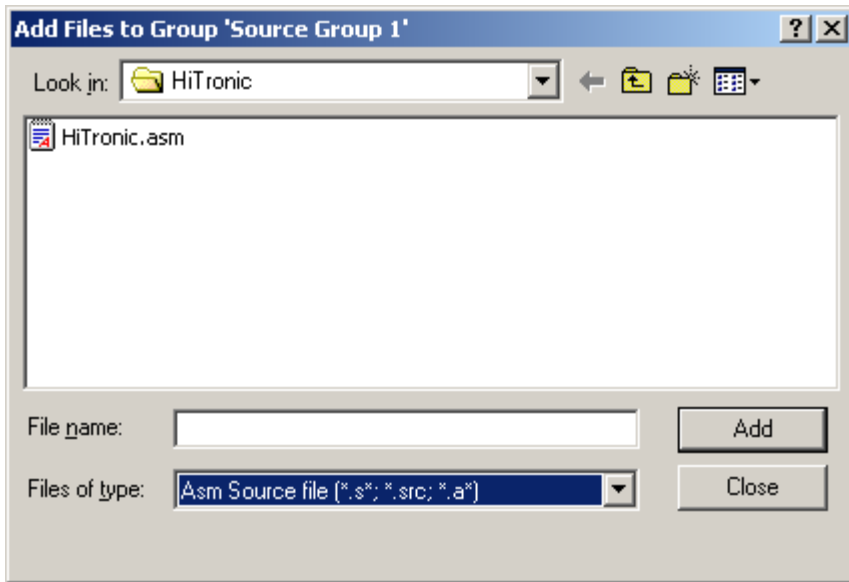 Add Files to Group 'Source Group 1'
Look in: HiTronic
HiTronic.asm
File name:
Add
Files of type: Asm Source file (*.s*; *.src; *.a*)
Close